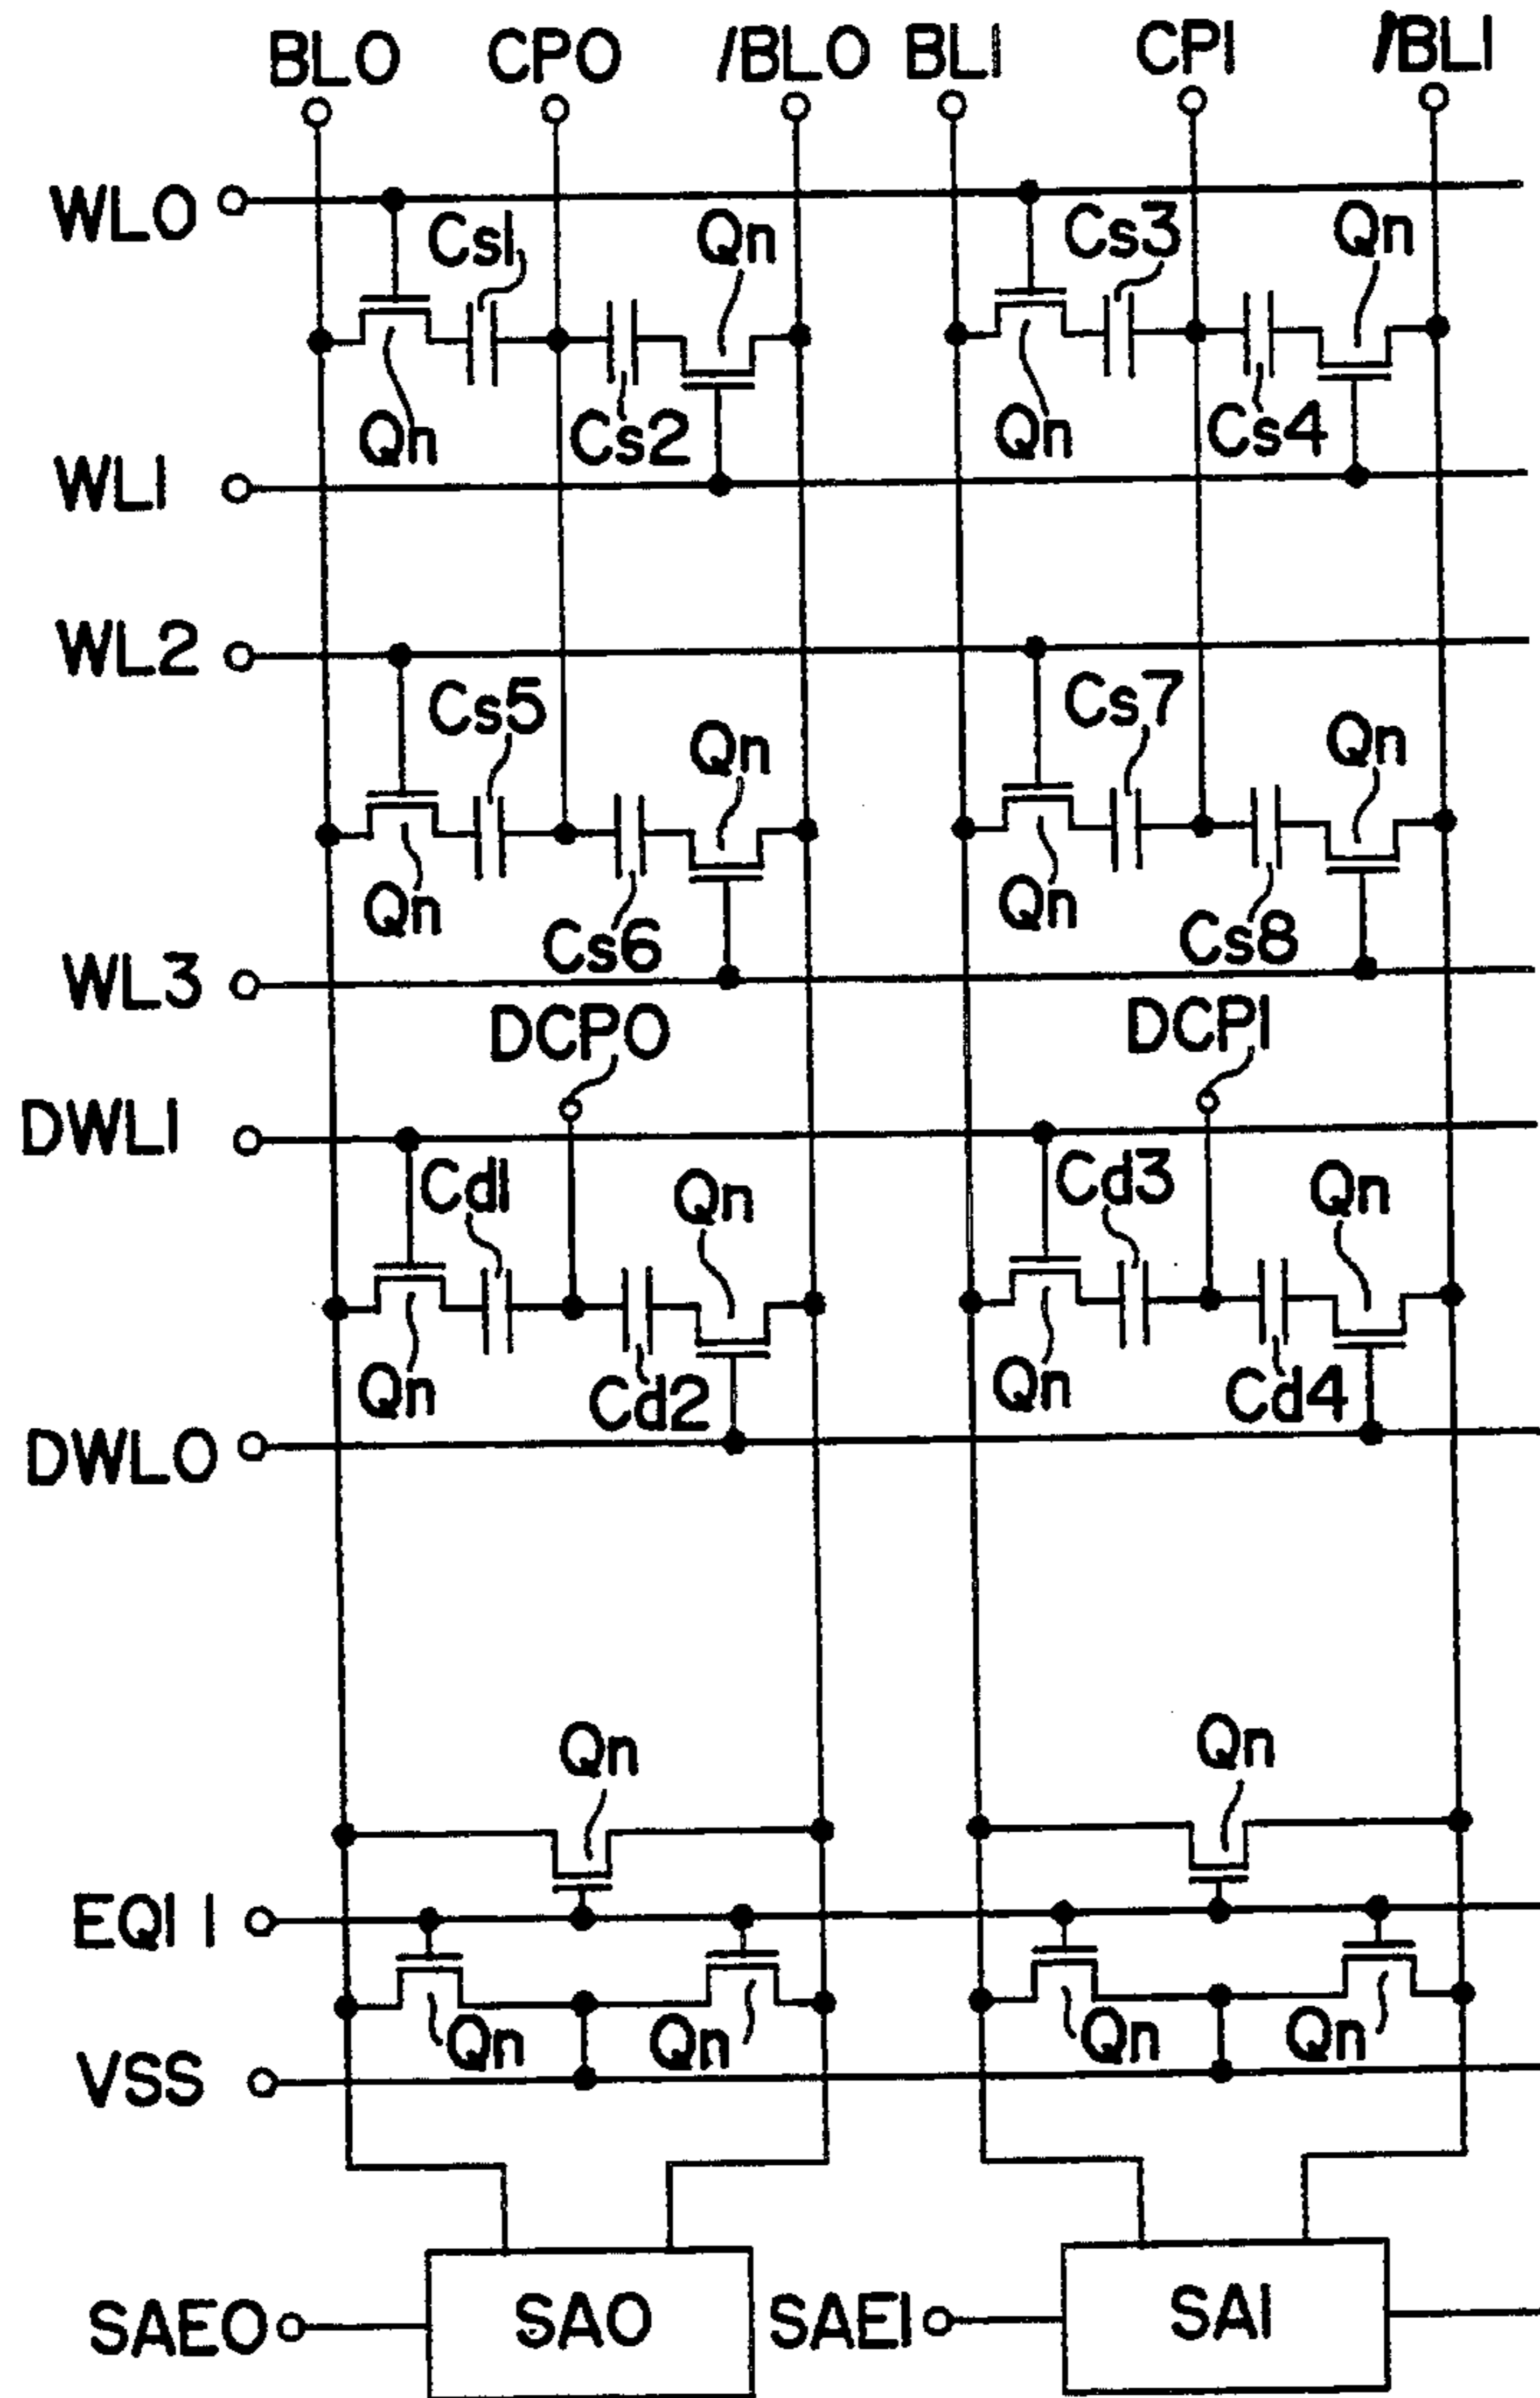 BL0 CP0 /BL0 BL1 CP1 /BL1
WL0
Cs1 Qn Cs3 Qn
Qn Cs2 Qn Cs4
WL1
WL2
Cs5 Qn Cs7 Qn
Qn Cs6 Qn Cs8
WL3
DCP0 DCP1
DWL1
Cd1 Qn Cd3 Qn
Qn Cd2 Qn Cd4
DWL0
Qn Qn
EQ11
Qn Qn Qn Qn
VSS
SAE0 SA0 SAE1 SA1